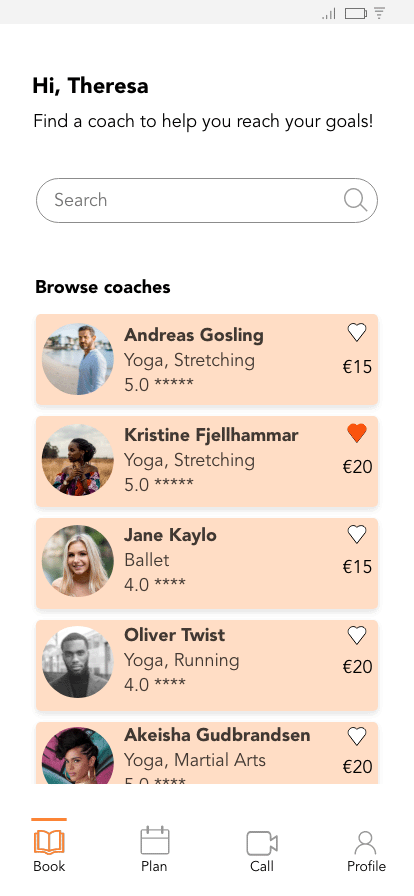 Hi, Theresa
Find a coach to help you reach your goals!
Search
Browse coaches
Andreas Gosling
Yoga, Stretching
€15
5.0 *****
Kristine Fjellhammar
Yoga, Stretching
€20
5.0 *****
Jane Kaylo
Ballet
€15
4.0 ****
Oliver Twist
Yoga, Running
€20
4.0 ****
Akeisha Gudbrandsen
Yoga, Martial Arts
€20
5.0 *****
Book Plan Call Profile